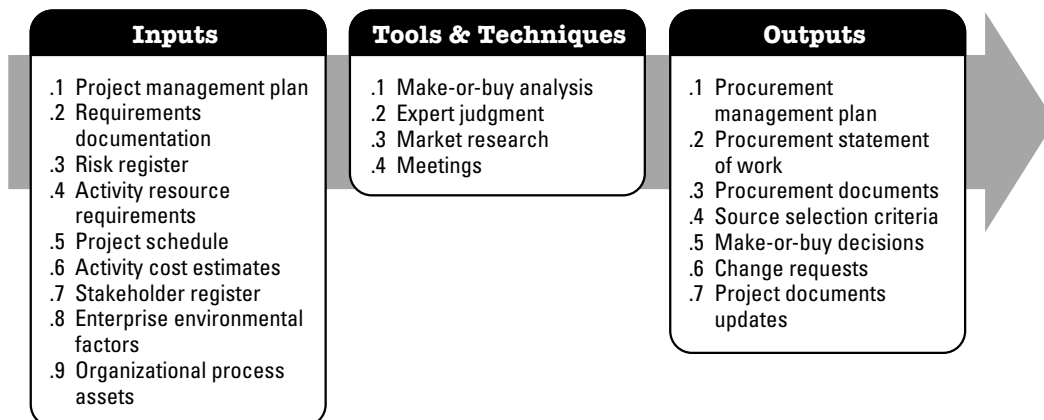 Inputs
.1 Project management plan
.2 Requirements
documentation
.3 Risk register
.4 Activity resource
requirements
.5 Project schedule
.6 Activity cost estimates
.7 Stakeholder register
.8 Enterprise environmental
factors
.9 Organizational process
assets
Tools & Techniques
.1 Make-or-buy analysis
.2 Expert judgment
.3 Market research
.4 Meetings
Outputs
.1 Procurement
management plan
.2 Procurement statement
of work
.3 Procurement documents
.4 Source selection criteria
.5 Make-or-buy decisions
.6 Change requests
.7 Project documents
updates